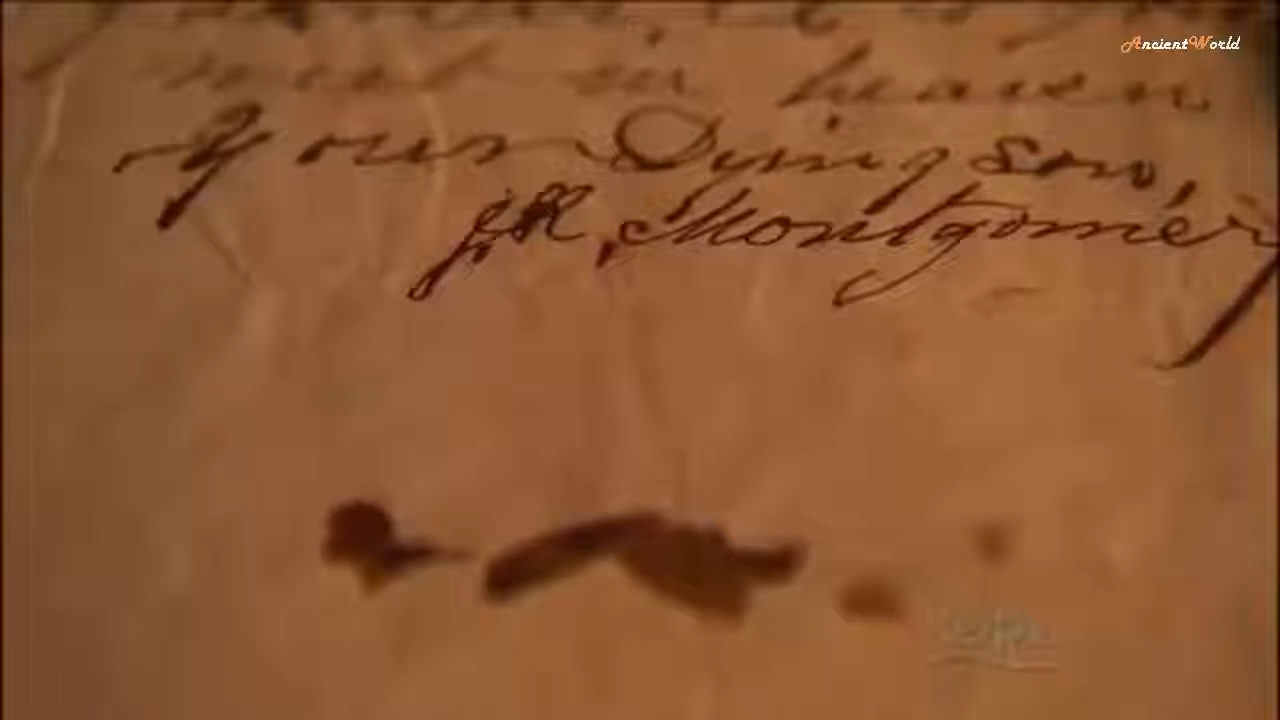 AncientWorld
meet in heaven
Your Dying son,
J.R. Montgomery